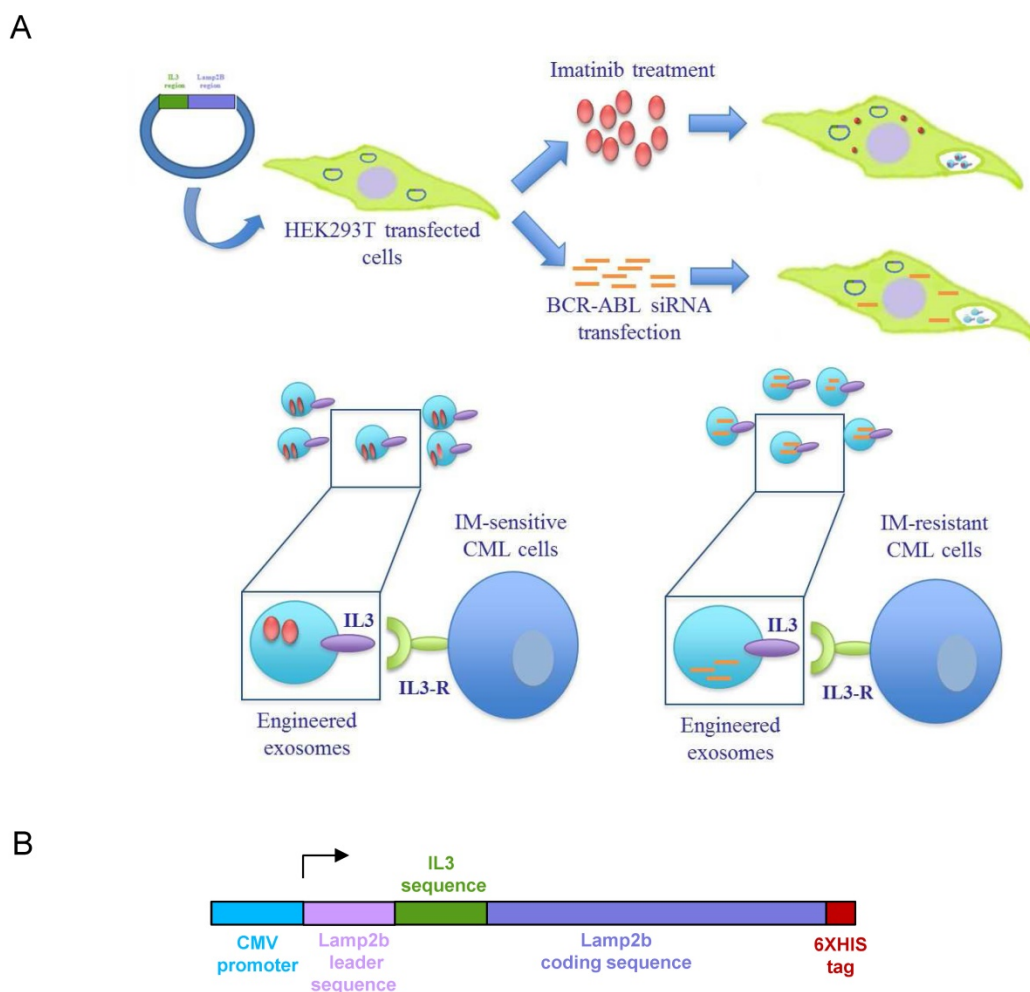 A
IL3
region
Lamp2B
region
Imatinib treatment
HEK293T transfected
cells
BCR-ABL siRNA
transfection
IM-sensitive
CML cells
IL3
IL3-R
Engineered
exosomes
IM-resistant
CML cells
IL3
IL3-R
Engineered
exosomes
B
IL3
sequence
CMV
promoter
Lamp2b
leader
sequence
Lamp2b
coding sequence
6XHIS
tag